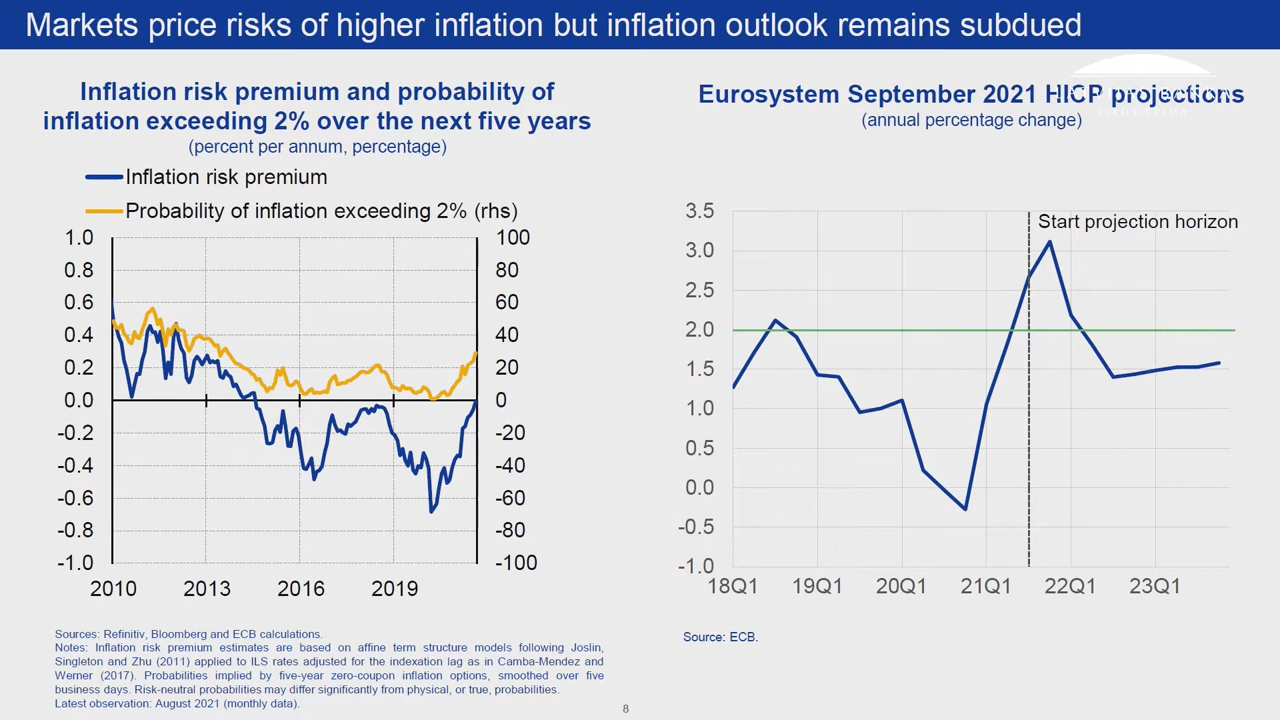 Markets price risks of higher inflation but inflation outlook remains subdued
Inflation risk premium and probability of
inflation exceeding 2% over the next five years
(percent per annum, percentage)
Inflation risk premium
Probability of inflation exceeding 2% (rhs)
1.0
0.8
0.6
0.4
0.2
0.0
-0.2
-0.4
-0.6
-0.8
-1.0
100
80
60
40
20
0
-20
-40
-60
-80
-100
2010 2013 2016 2019
Sources: Refinitiv, Bloomberg and ECB calculations.
Notes: Inflation risk premium estimates are based on affine term structure models following Joslin,
Singleton and Zhu (2011) applied to ILS rates adjusted for the indexation lag as in Camba-Mendez and
Werner (2017). Probabilities implied by five-year zero-coupon inflation options, smoothed over five
business days. Risk-neutral probabilities may differ significantly from physical, or true, probabilities.
Latest observation: August 2021 (monthly data).
Eurosystem September 2021 HICP projections
(annual percentage change)
Start projection horizon
3.5
3.0
2.5
2.0
1.5
1.0
0.5
0.0
-0.5
-1.0
18Q1 19Q1 20Q1 21Q1 22Q1 23Q1
Source: ECB.
8